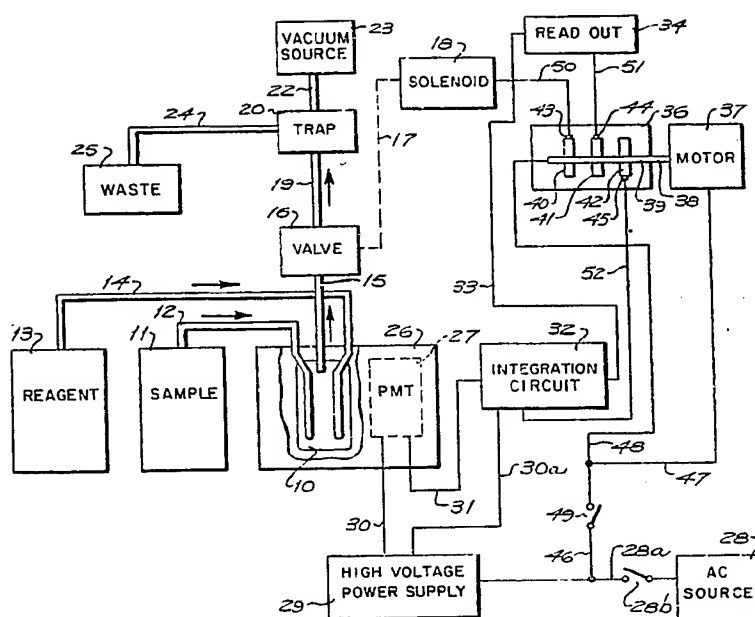 VACUUM
SOURCE
23
22
20
TRAP
24
25
WASTE
19
16
VALVE
15
17
18
SOLENOID
50
READ OUT
34
51
43
44
36
37
MOTOR
40
41
42
45
39
38
52
33
14
12
13
REAGENT
11
SAMPLE
26
27
PMT
10
32
INTEGRATION
CIRCUIT
48
47
30a
31
30
49
46
28a
28b
28
AC
SOURCE
HIGH VOLTAGE
POWER SUPPLY
29